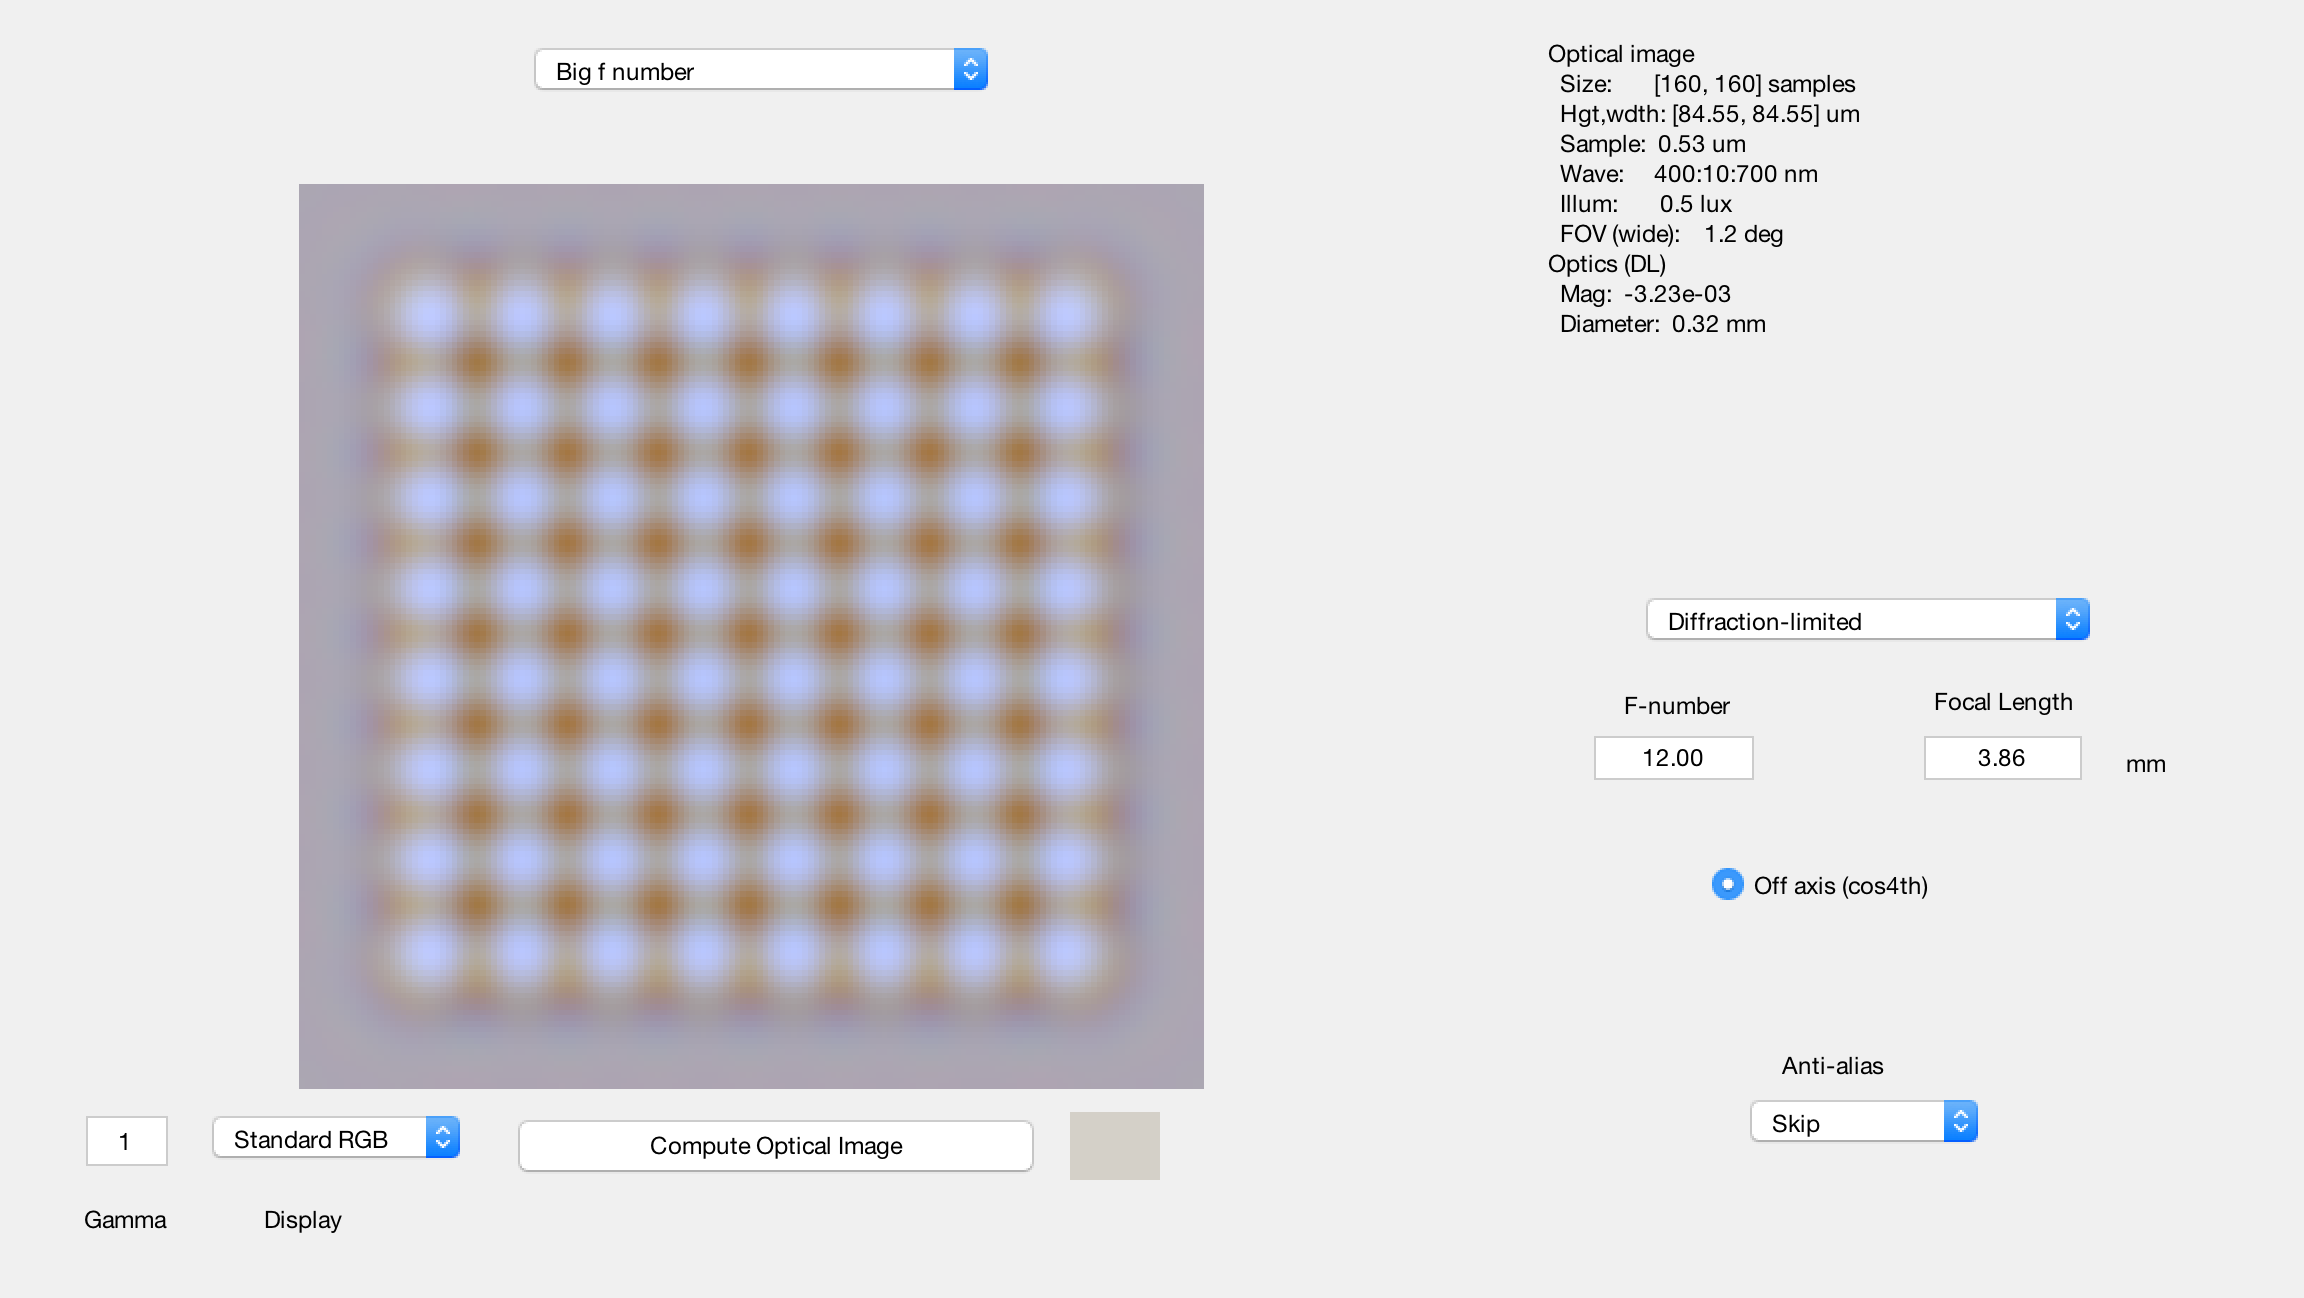 Big f number
Optical image
Size: [160, 160] samples
Hgt,wdth: [84.55, 84.55] um
Sample: 0.53 um
Wave: 400:10:700 nm
Illum: 0.5 lux
FOV (wide): 1.2 deg
Optics (DL)
Mag: -3.23e-03
Diameter: 0.32 mm
Diffraction-limited
F-number
Focal Length
12.00
3.86
mm
Off axis (cos4th)
Anti-alias
Skip
1
Standard RGB
Compute Optical Image
Gamma
Display